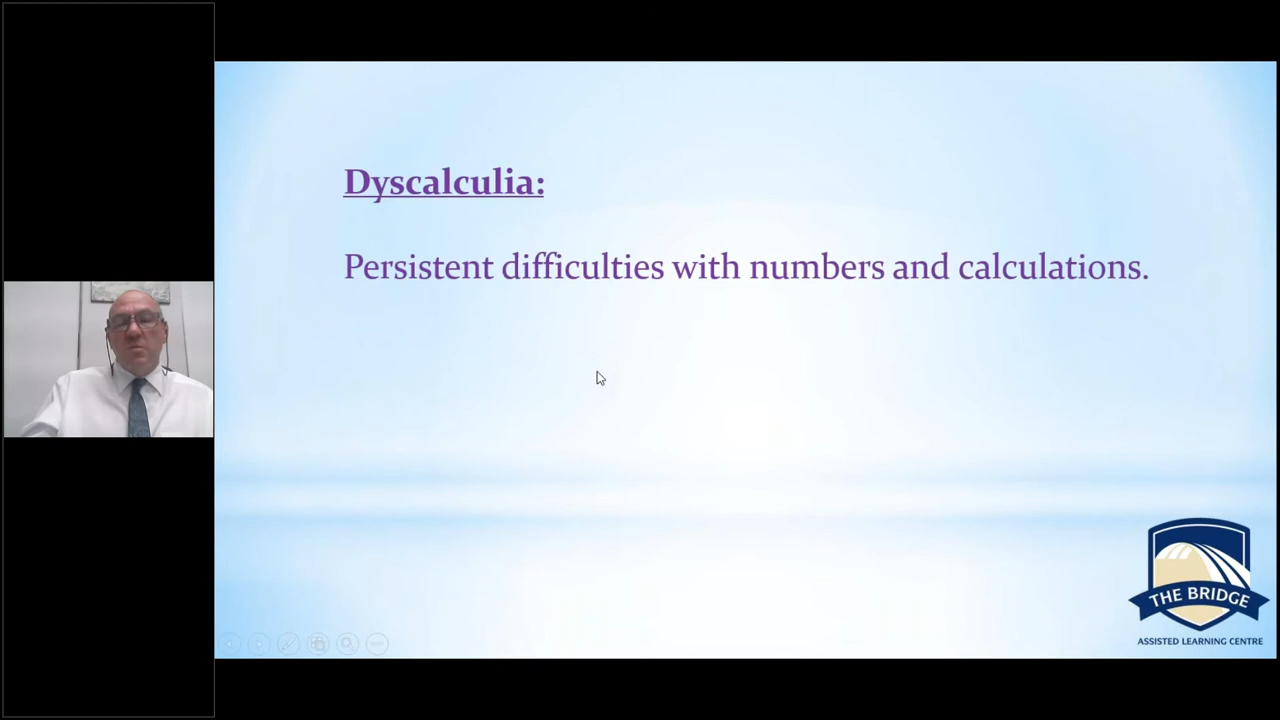 Dyscalculia:
Persistent difficulties with numbers and calculations.
THE BRIDGE
ASSISTED LEARNING CENTRE